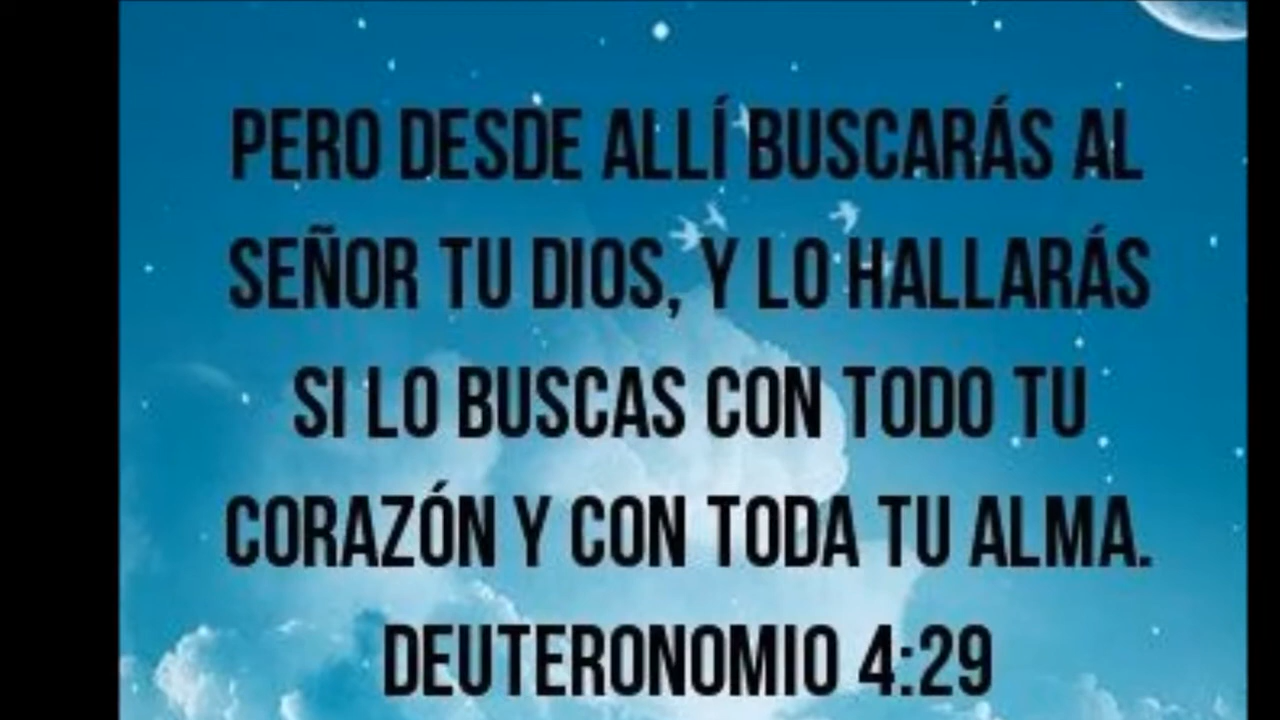 PERO DESDE ALLÍ BUSCARÁS AL
SEÑOR TU DIOS, Y LO HALLARÁS
SI LO BUSCAS CON TODO TU
CORAZÓN Y CON TODA TU ALMA.
DEUTERONOMIO 4:29